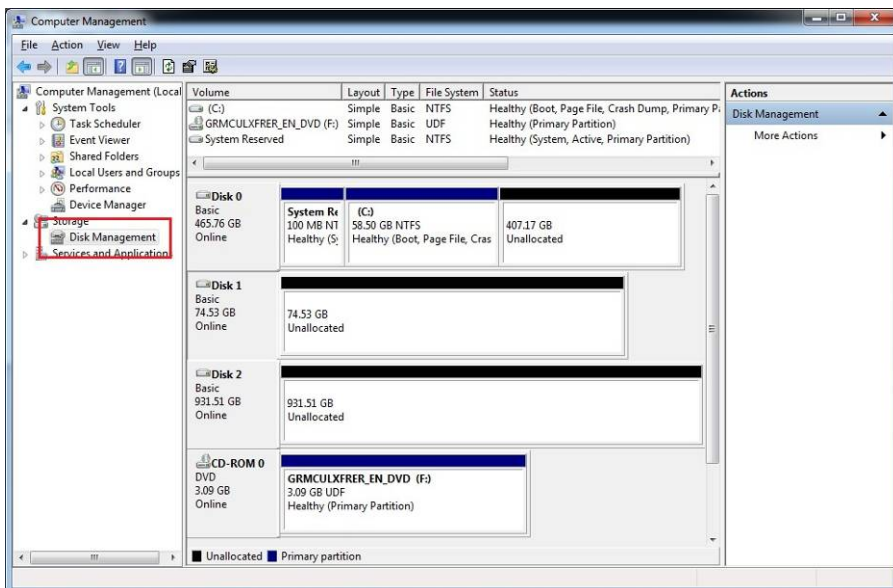 Computer Management
File Action View Help
Computer Management (Local
System Tools
Task Scheduler
Event Viewer
Shared Folders
Local Users and Groups
Performance
Device Manager
Storage
Disk Management
Services and Application
Volume Layout Type File System Status
(C:) Simple Basic NTFS Healthy (Boot, Page File, Crash Dump, Primary P
GRMCULXFRER_EN_DVD (F:) Simple Basic UDF Healthy (Primary Partition)
System Reserved Simple Basic NTFS Healthy (System, Active, Primary Partition)
Disk 0
Basic
465.76 GB
Online
System Re
100 MB NT
Healthy (S
(C:)
58.50 GB NTFS
Healthy (Boot, Page File, Cras
407.17 GB
Unallocated
Disk 1
Basic
74.53 GB
Online
74.53 GB
Unallocated
Disk 2
Basic
931.51 GB
Online
931.51 GB
Unallocated
CD-ROM 0
DVD
3.09 GB
Online
GRMCULXFRER_EN_DVD (F:)
3.09 GB UDF
Healthy (Primary Partition)
Unallocated Primary partition
Actions
Disk Management
More Actions